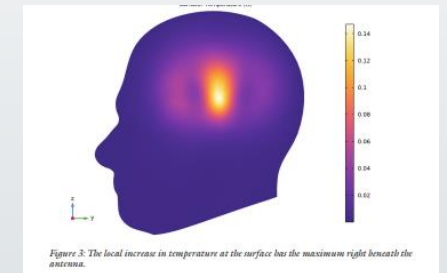 0.14
0.12
0.1
0.08
0.06
0.04
0.02
z
y
Figure 3: The local increase in temperature at the surface has the maximum right beneath the
antenna.